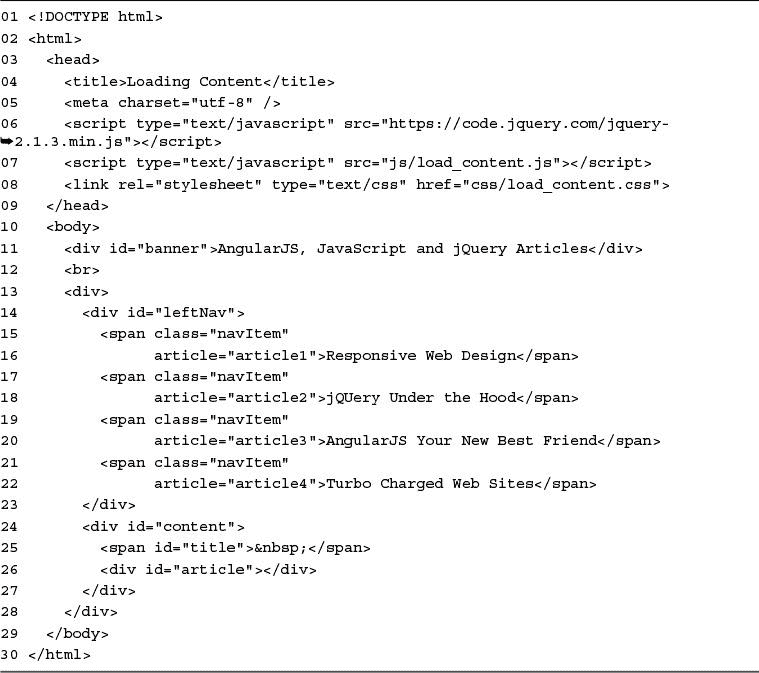 01 <!DOCTYPE html>
02 <html>
03   <head>
04     <title>Loading Content</title>
05     <meta charset="utf-8" />
06     <script type="text/javascript" src="https://code.jquery.com/jquery-
➥2.1.3.min.js"></script>
07     <script type="text/javascript" src="js/load_content.js"></script>
08     <link rel="stylesheet" type="text/css" href="css/load_content.css">
09   </head>
10   <body>
11     <div id="banner">AngularJS, JavaScript and jQuery Articles</div>
12     <br>
13     <div>
14       <div id="leftNav">
15         <span class="navItem"
16               article="article1">Responsive Web Design</span>
17         <span class="navItem"
18               article="article2">jQUery Under the Hood</span>
19         <span class="navItem"
20               article="article3">AngularJS Your New Best Friend</span>
21         <span class="navItem"
22               article="article4">Turbo Charged Web Sites</span>
23       </div>
24       <div id="content">
25         <span id="title">&nbsp;</span>
26         <div id="article"></div>
27       </div>
28     </div>
29   </body>
30 </html>